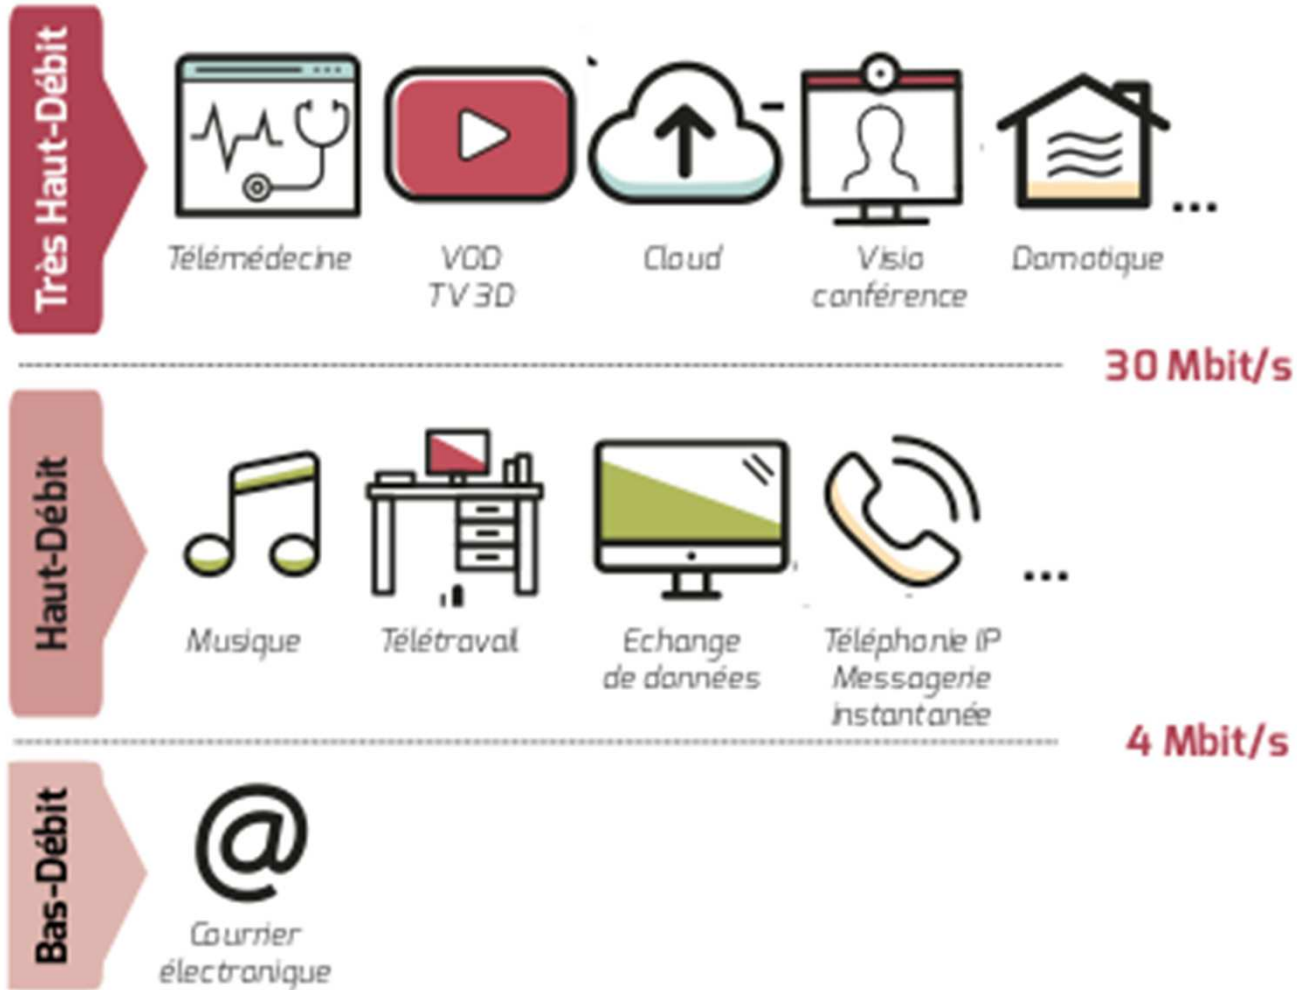 Très Haut-Débit
Télémédecine
VOD
TV 3D
Cloud
Visio
conférence
Domotique
...
30 Mbit/s
Haut-Débit
Musique
Télétravail
Echange
de données
Téléphonie IP
Messagerie
instantanée
...
4 Mbit/s
Bas-Débit
@
Courrier
électronique